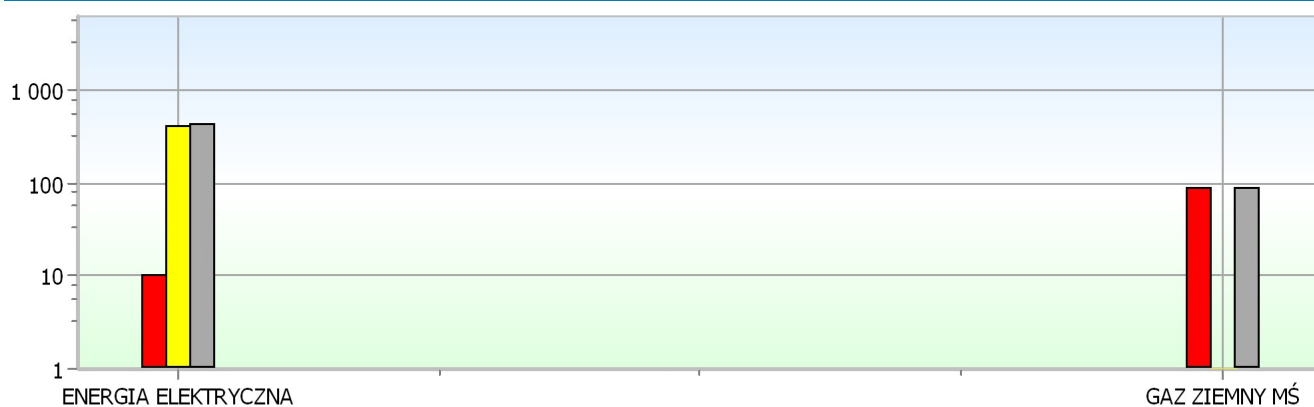 1 000
100
10
1
ENERGIA ELEKTRYCZNA
GAZ ZIEMNY MŚ